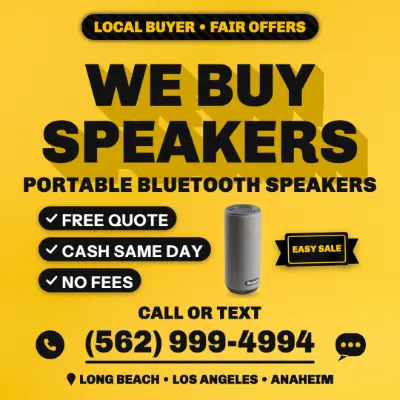 LOCAL BUYER • FAIR OFFERS
WE BUY
SPEAKERS
PORTABLE BLUETOOTH SPEAKERS
FREE QUOTE
CASH SAME DAY
NO FEES
EASY SALE
CALL OR TEXT
(562) 999-4994
LONG BEACH • LOS ANGELES • ANAHEIM